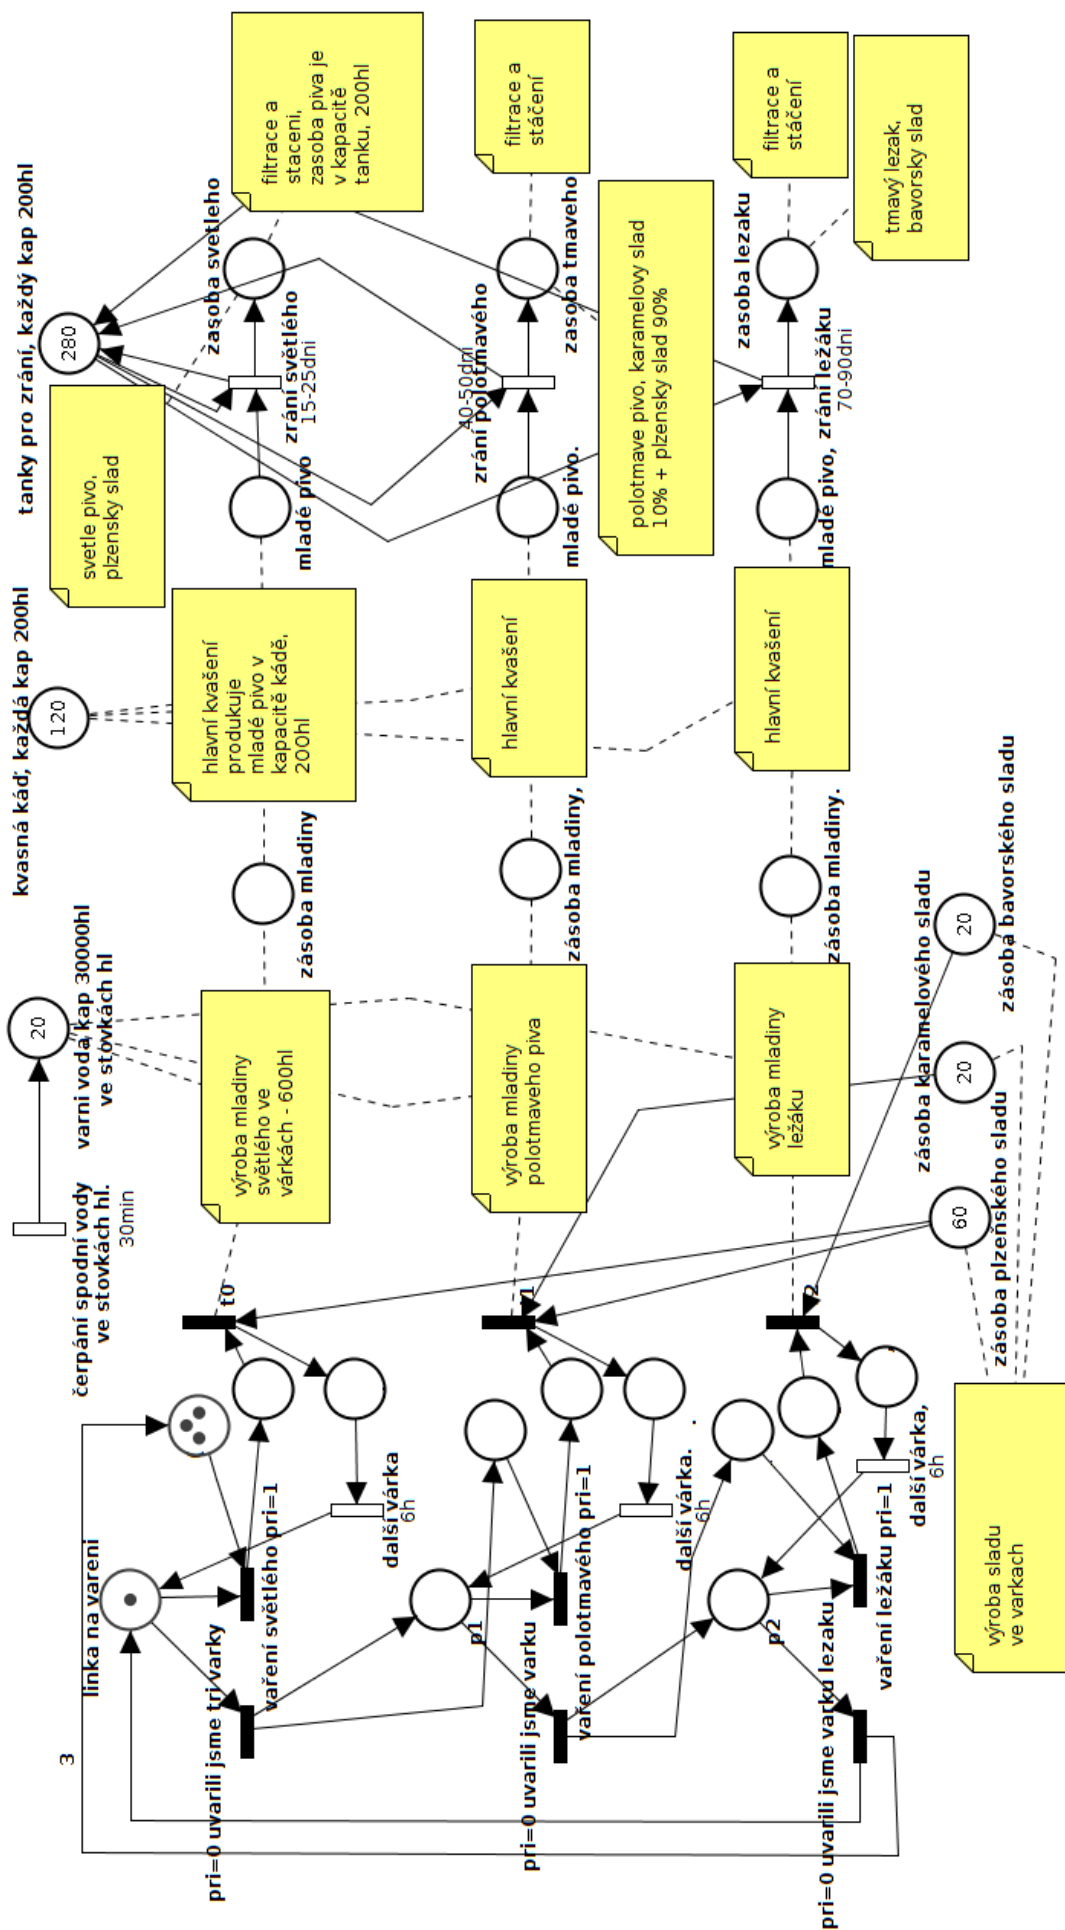 3
linka na vareni
čerpání spodní vody
ve stovkách hl.
30min
20
varni voda, kap 30000hl
ve stovkách hl
kvasná káď, každá kap 200hl
120
tanky pro zrání, každý kap 200hl
280
svetle pivo,
plzensky slad
pri=0 uvarili jsme tri varky
vaření světlého pri=1
t0
další várka
6h
výroba mladiny
světlého ve
várkách - 600hl
zásoba mladiny
hlavní kvašení
produkuje
mladé pivo v
kapacitě kádě,
200hl
mladé pivo
zrání světlého
15-25dni
zasoba svetleho
filtrace a
staceni,
zasoba piva je
v kapacitě
tanku, 200hl
p1
pri=0 uvarili jsme varku
vaření polotmavého pri=1
t1
další várka.
6h
výroba mladiny
polotmaveho piva
zásoba mladiny,
hlavní kvašení
mladé pivo.
40-50dni
zrání polotmavého
zasoba tmaveho
filtrace a
stáčení
polotmave pivo, karamelovy slad
10% + plzensky slad 90%
p2
pri=0 uvarili jsme varku lezaku
vaření ležáku pri=1
t2
další várka,
6h
výroba mladiny
ležáku
zásoba mladiny.
hlavní kvašení
mladé pivo,
zrání ležáku
70-90dni
zasoba lezaku
filtrace a
stáčení
tmavý lezak,
bavorsky slad
výroba sladu
ve varkach
60
zásoba plzeňského sladu
20
zásoba karamelového sladu
20
zásoba bavorského sladu